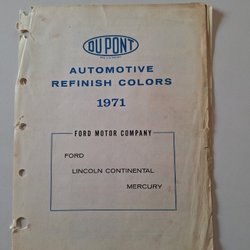 DU PONT
AUTOMOTIVE
REFINISH COLORS
1971
FORD MOTOR COMPANY
FORD
LINCOLN CONTINENTAL
MERCURY